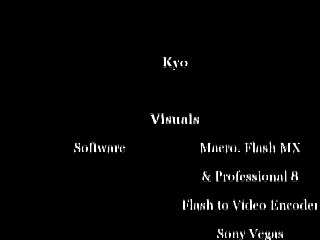 Kyo
Visuals
Software Macro. Flash MX
& Professional 8
Flash to Video Encoder
Sony Vegas